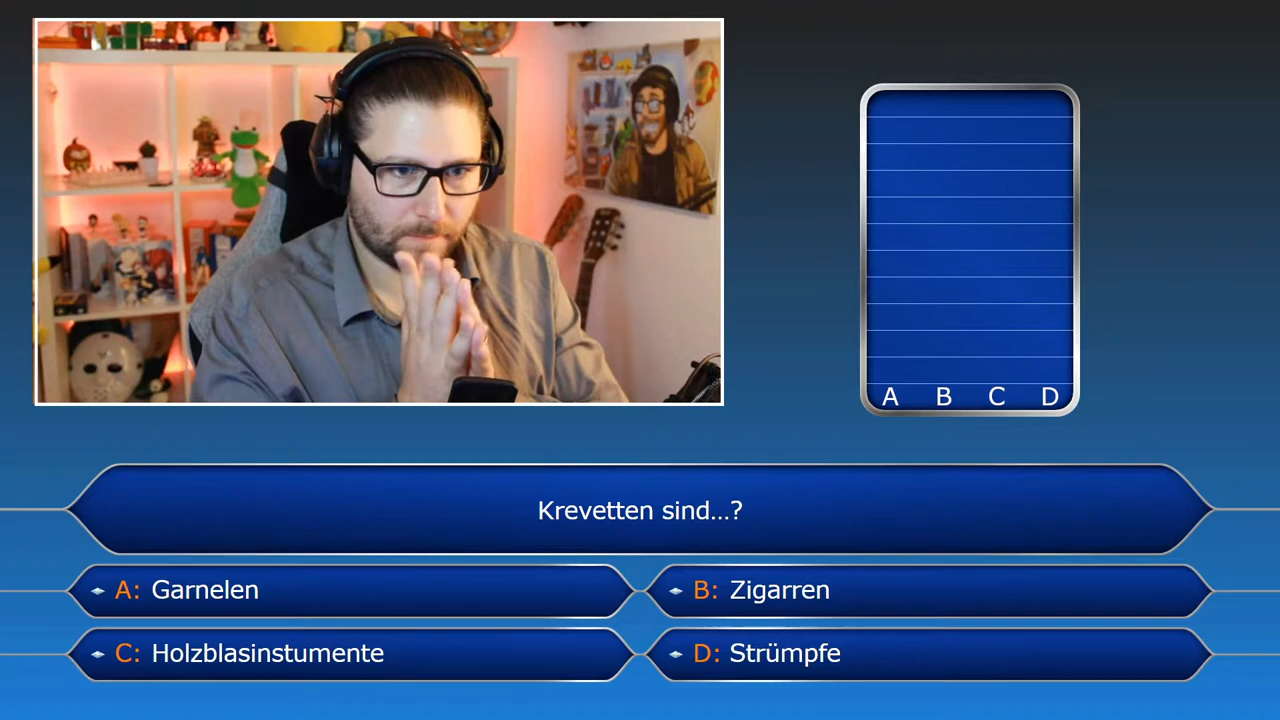 A B C D
Krevetten sind...?
A: Garnelen
B: Zigarren
C: Holzblasinstumente
D: Strümpfe